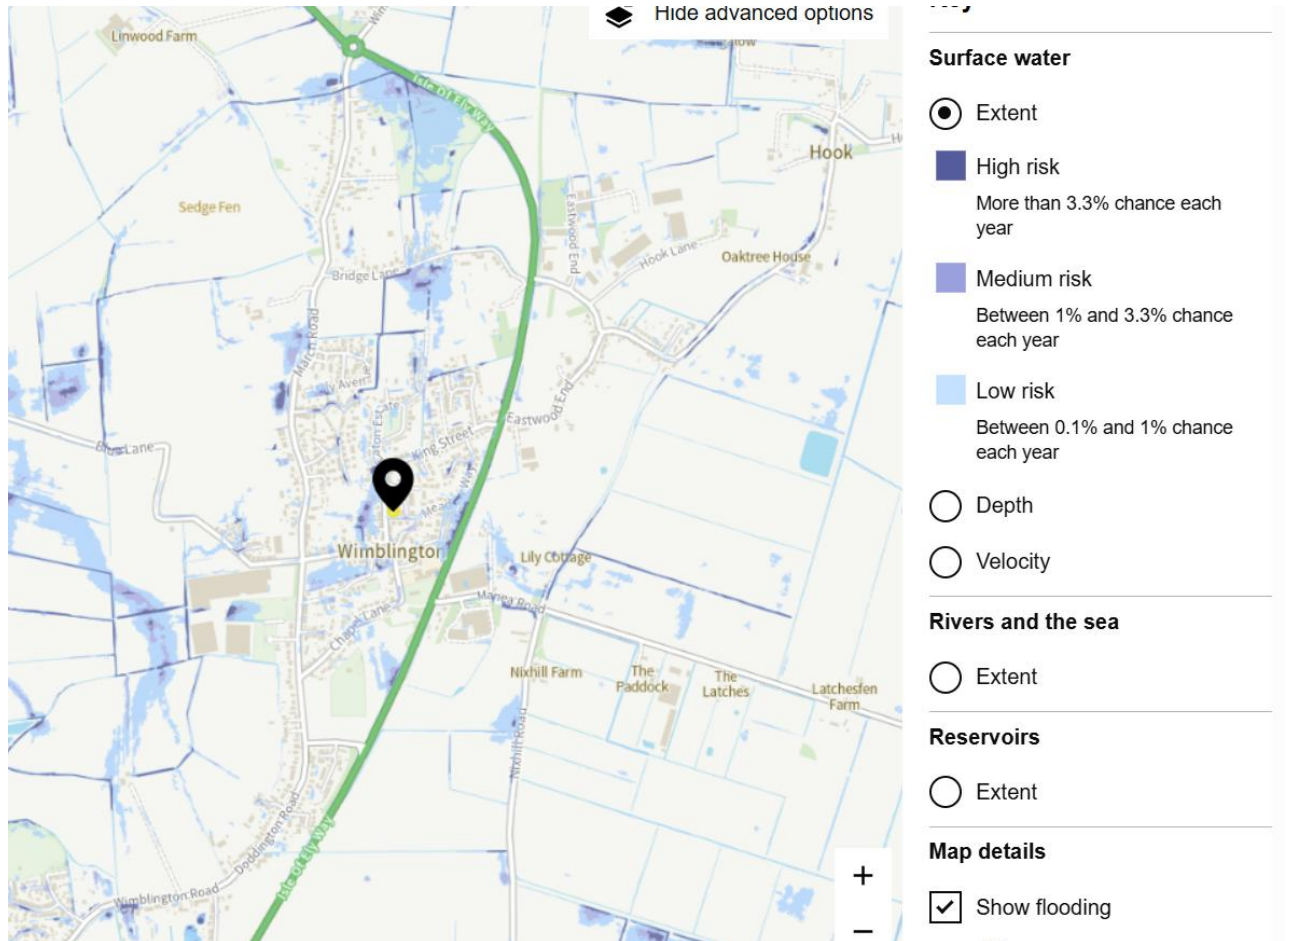 Hide advanced options
Linwood Farm
Isle Of Ely Way
Hook
Sedge Fen
Eastwood End
Hook Lane
Oaktree House
Bridge Lane
March Road
Eastwood End
King Street
Blue Lane
Wimblington
Lily Cottage
Manea Road
Chapel Lane
Nixhill Farm
The
Paddock
The
Latches
Latchesfen
Farm
Nixhill Road
Doddington Road
Isle Of Ely Way
Wimblington Road
Surface water
Extent
High risk
More than 3.3% chance each
year
Medium risk
Between 1% and 3.3% chance
each year
Low risk
Between 0.1% and 1% chance
each year
Depth
Velocity
Rivers and the sea
Extent
Reservoirs
Extent
Map details
Show flooding